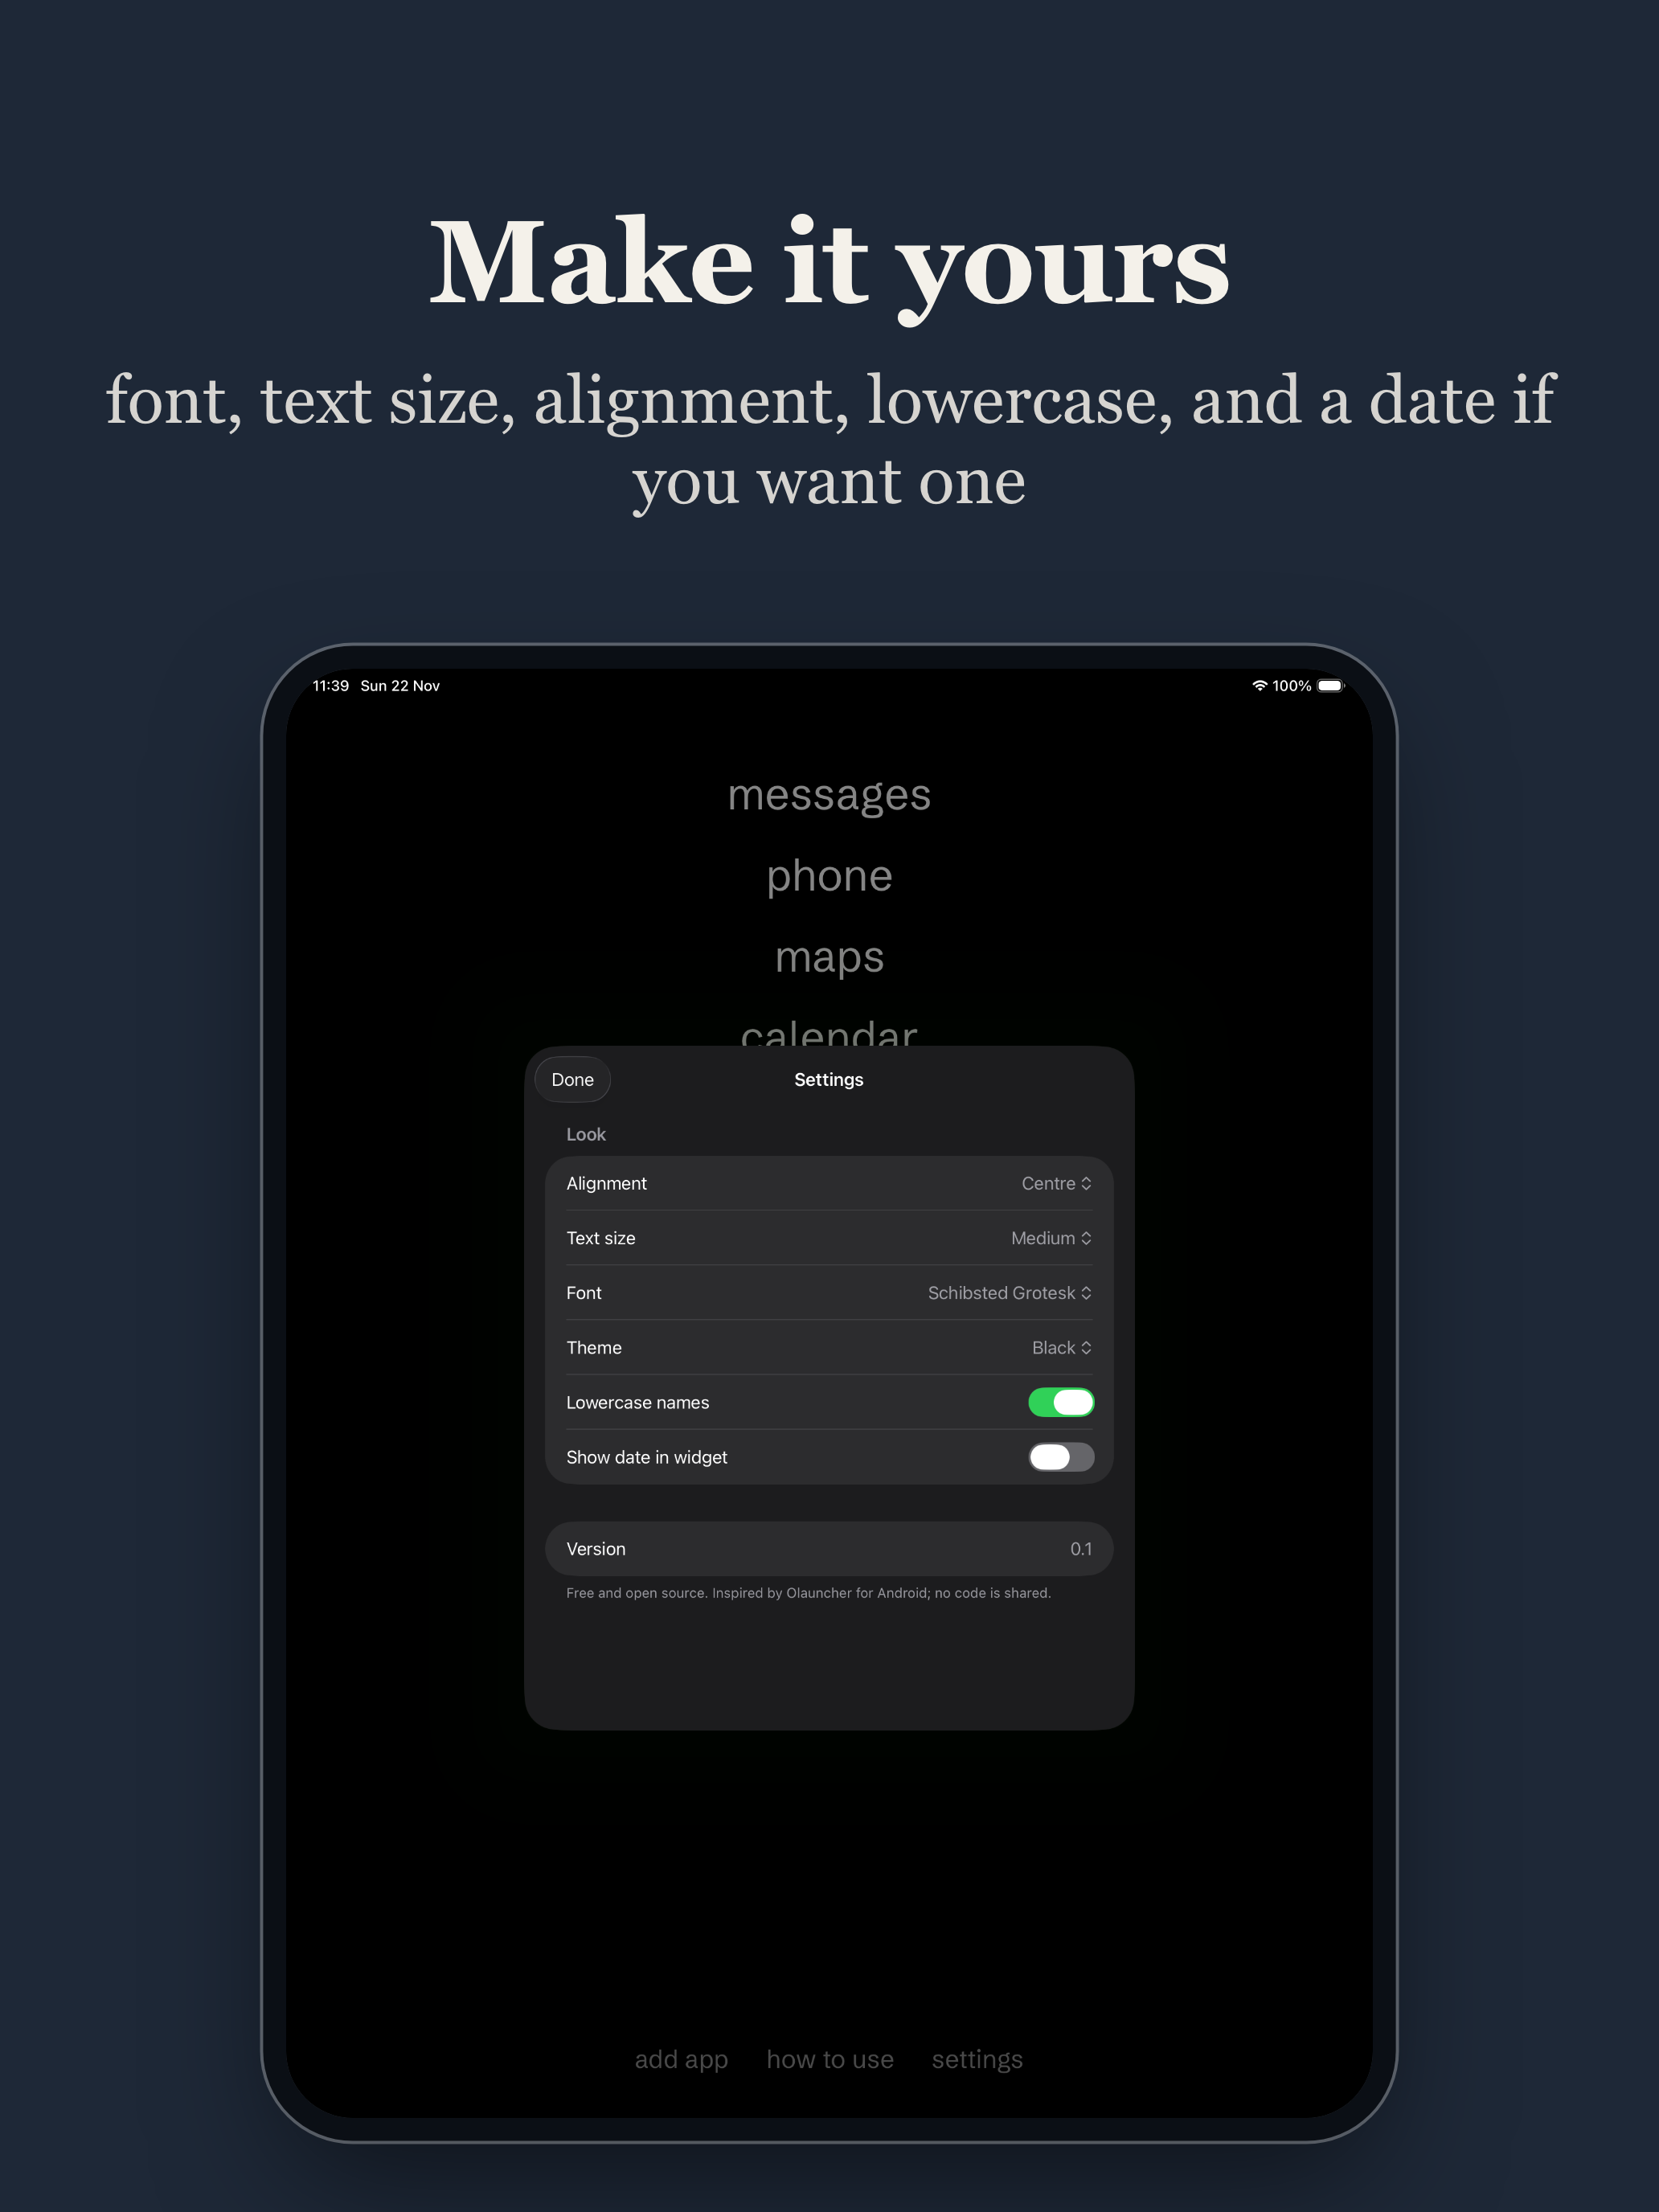 Make it yours
font, text size, alignment, lowercase, and a date if
you want one
11:39 Sun 22 Nov 100%
messages
phone
maps
calendar
Done Settings
Look
Alignment Centre
Text size Medium
Font Schibsted Grotesk
Theme Black
Lowercase names
Show date in widget
Version 0.1
Free and open source. Inspired by Olauncher for Android; no code is shared.
add app how to use settings